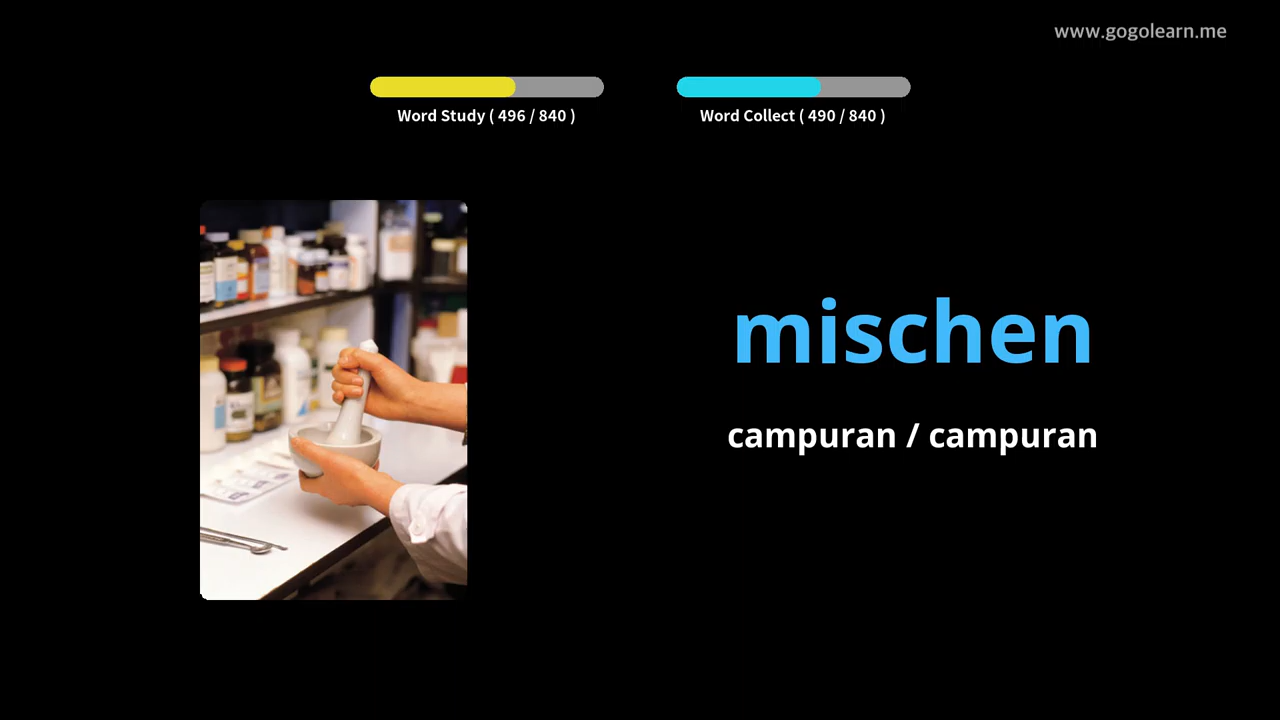 www.gogolearn.me
Word Study ( 496 / 840 )
Word Collect ( 490 / 840 )
mischen
campuran / campuran